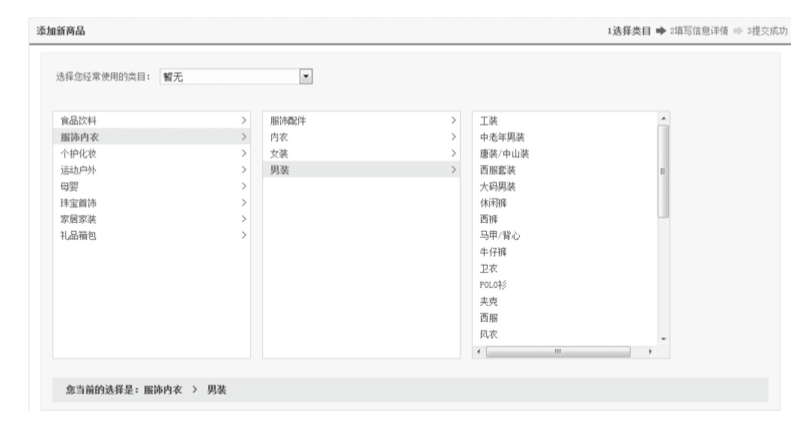 添加新商品
1选择类目 ➡ 2填写信息详情 ➡ 3提交成功
选择您经常使用的类目： 暂无
食品饮料 >
服饰内衣 >
个护化妆 >
运动户外 >
母婴 >
珠宝首饰 >
家居家装 >
礼品箱包 >
服饰配件 >
内衣 >
女装 >
男装 >
工装
中老年男装
唐装/中山装
西服套装
大码男装
休闲裤
西裤
马甲/背心
牛仔裤
卫衣
POLO衫
夹克
西服
风衣
您当前的选择是：服饰内衣 > 男装